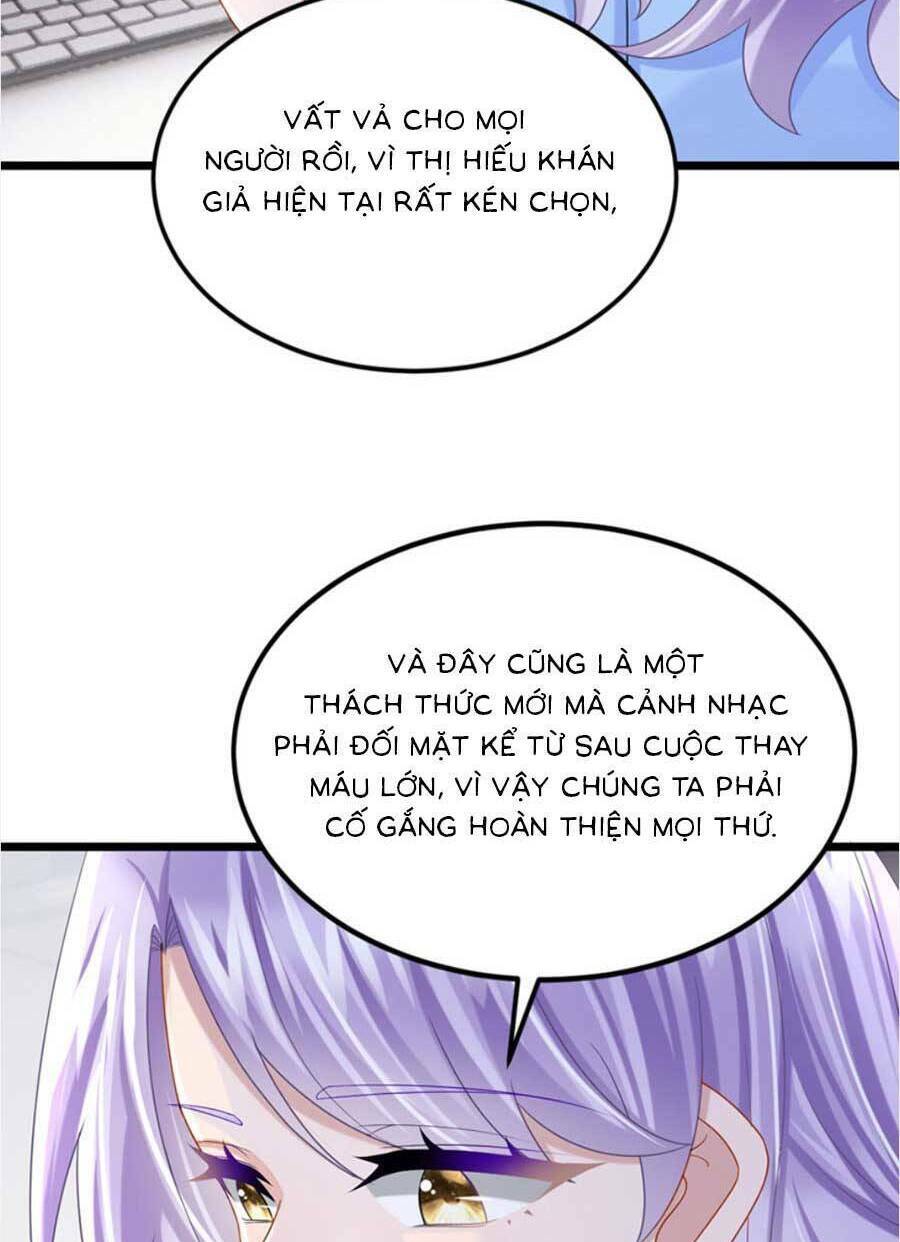 VẤT VẢ CHO MỌI
NGƯỜI RỒI, VÌ THỊ HIẾU KHÁN
GIẢ HIỆN TẠI RẤT KÉN CHỌN,
VÀ ĐÂY CŨNG LÀ MỘT
THÁCH THỨC MỚI MÀ CẢNH NHẠC
PHẢI ĐỐI MẶT KỂ TỪ SAU CUỘC THAY
MÁU LỚN, VÌ VẬY CHÚNG TA PHẢI
CỐ GẮNG HOÀN THIỆN MỌI THỨ.